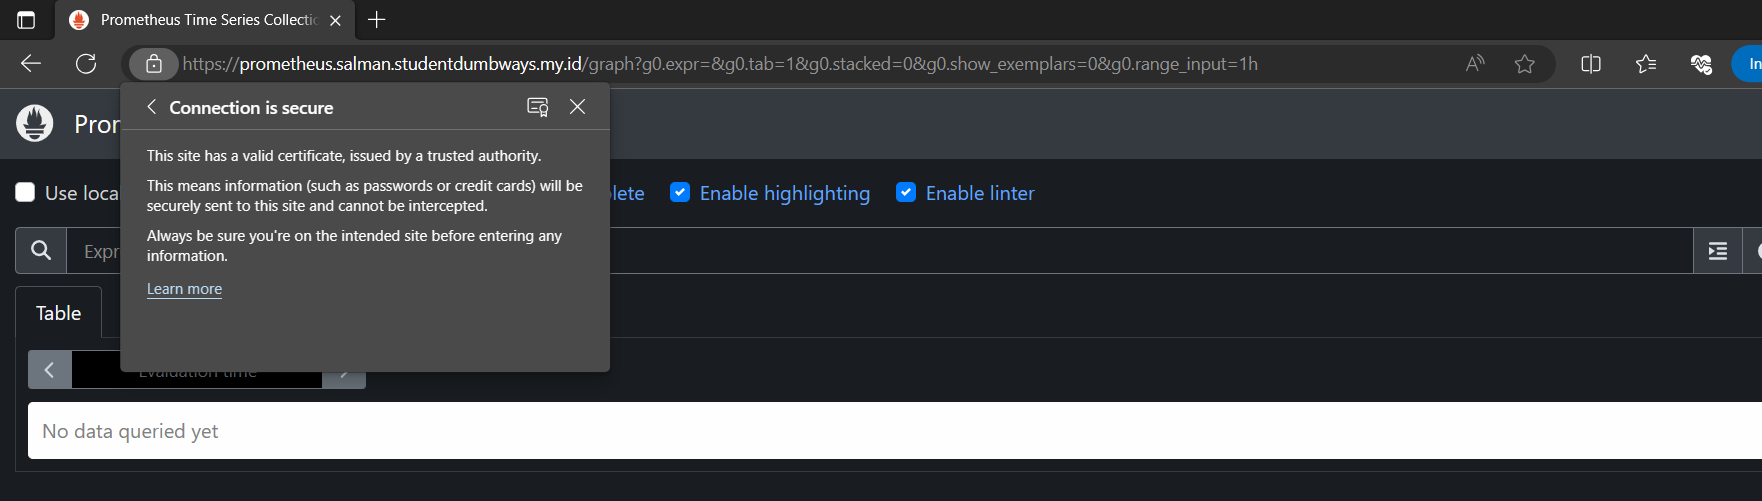 Prometheus Time Series Collectic
https://prometheus.salman.studentdumbways.my.id/graph?g0.expr=&g0.tab=1&g0.stacked=0&g0.show_exemplars=0&g0.range_input=1h
In
Connection is secure
Pror
This site has a valid certificate, issued by a trusted authority.
This means information (such as passwords or credit cards) will be
securely sent to this site and cannot be intercepted.
Always be sure you're on the intended site before entering any
information.
Learn more
Use loca
lete
Enable highlighting
Enable linter
Expr
Table
Evaluation time
No data queried yet